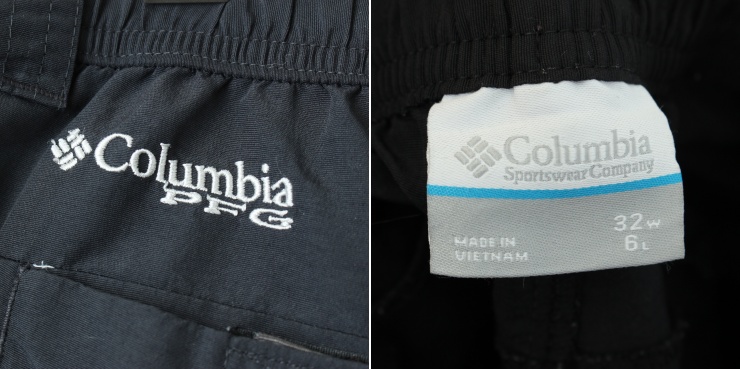 Columbia
PFG
Columbia
Sportswear Company
32 W
6 L
MADE IN
VIETNAM